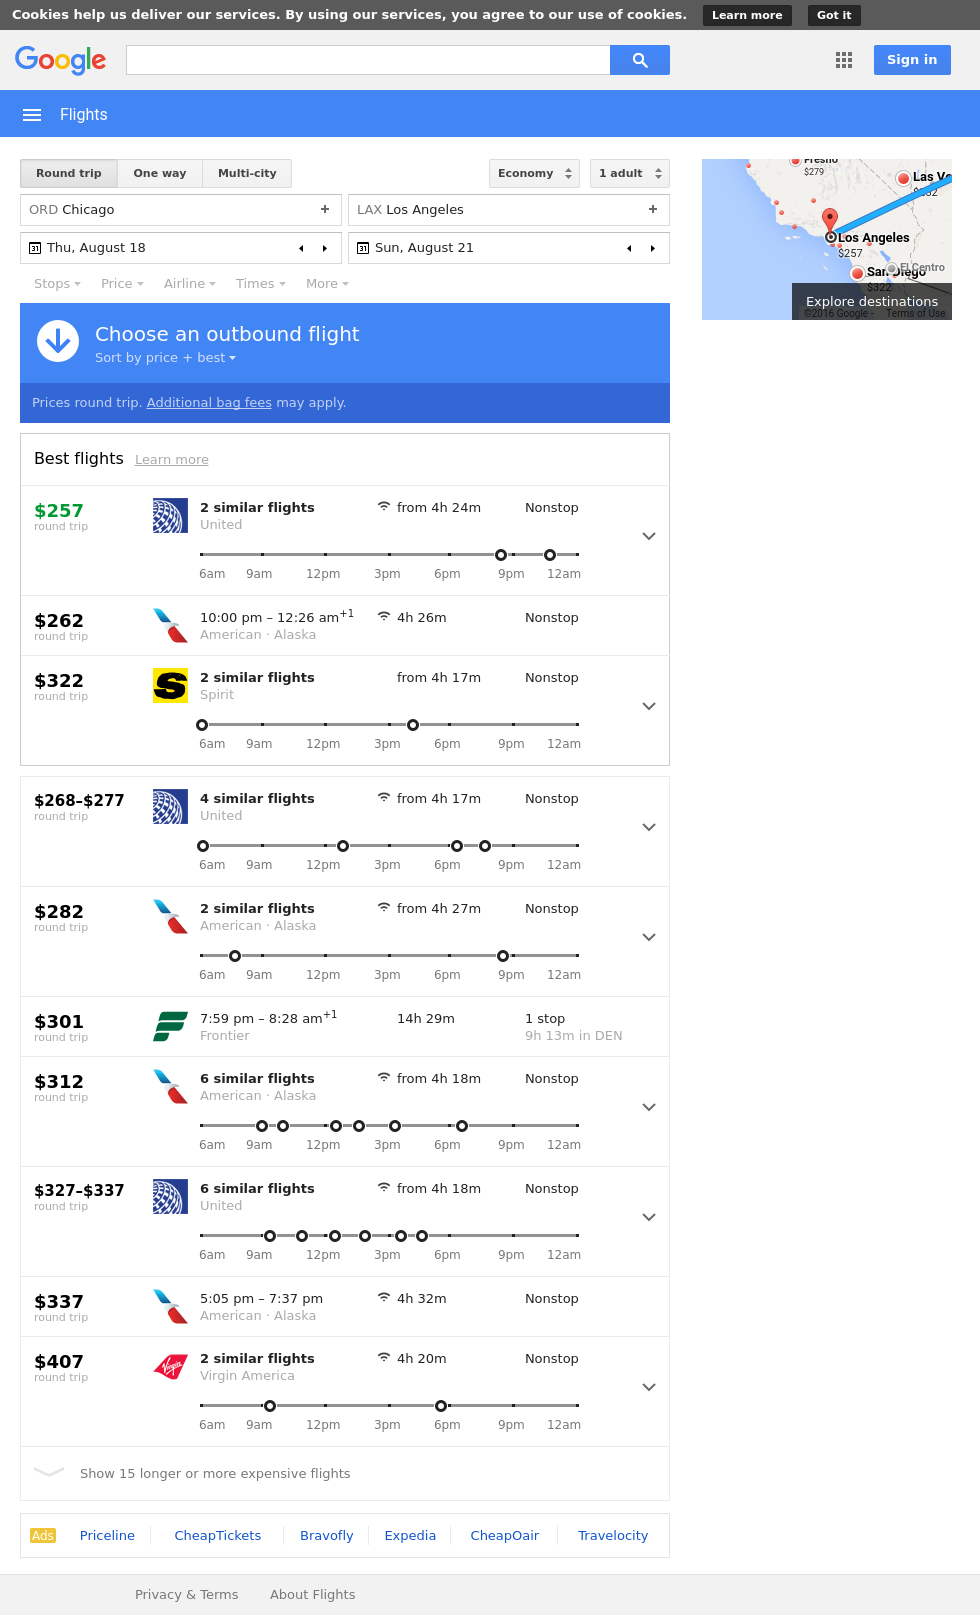 Cookies help us deliver our services. By using our services, you agree to our use of cookies. Learn more Got it
Google Sign in
Flights
Round trip One way Multi-city Economy 1 adult
ORD Chicago + LAX Los Angeles +
31 Thu, August 18 31 Sun, August 21
Stops Price Airline Times More
Fresno
$279
Las Ve
Los Angeles
$257
El Centro
San Diego
$322
Explore destinations
©2016 Google - Terms of Use
Choose an outbound flight
Sort by price + best
Prices round trip. Additional bag fees may apply.
Best flights Learn more
$257 2 similar flights from 4h 24m Nonstop
round trip United
6am 9am 12pm 3pm 6pm 9pm 12am
$262 10:00 pm – 12:26 am+1 4h 26m Nonstop
round trip American · Alaska
$322 2 similar flights from 4h 17m Nonstop
round trip Spirit
6am 9am 12pm 3pm 6pm 9pm 12am
$268–$277 4 similar flights from 4h 17m Nonstop
round trip United
6am 9am 12pm 3pm 6pm 9pm 12am
$282 2 similar flights from 4h 27m Nonstop
round trip American · Alaska
6am 9am 12pm 3pm 6pm 9pm 12am
$301 7:59 pm – 8:28 am+1 14h 29m 1 stop
round trip Frontier 9h 13m in DEN
$312 6 similar flights from 4h 18m Nonstop
round trip American · Alaska
6am 9am 12pm 3pm 6pm 9pm 12am
$327–$337 6 similar flights from 4h 18m Nonstop
round trip United
6am 9am 12pm 3pm 6pm 9pm 12am
$337 5:05 pm – 7:37 pm 4h 32m Nonstop
round trip American · Alaska
$407 2 similar flights 4h 20m Nonstop
round trip Virgin America
6am 9am 12pm 3pm 6pm 9pm 12am
Show 15 longer or more expensive flights
Ads Priceline CheapTickets Bravofly Expedia CheapOair Travelocity
Privacy & Terms About Flights